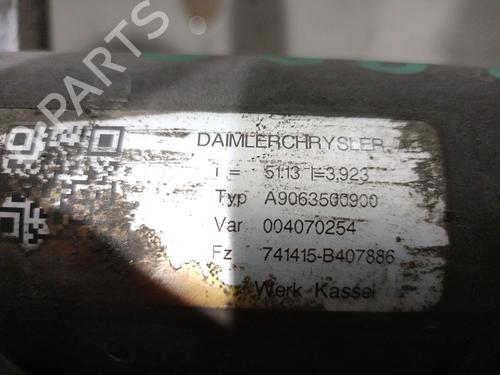 DAIMLERCHRYSLER
i = 51:13 I=3,923
Typ A9063500900
Var 004070254
Fz 741415-B407886
Werk Kassel
B-PARTS